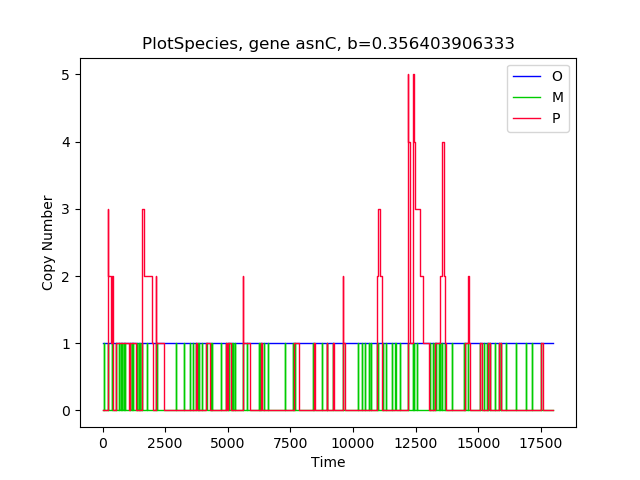 PlotSpecies, gene asnC, b=0.356403906333
O
M
P
5
4
3
2
1
0
Copy Number
0 2500 5000 7500 10000 12500 15000 17500
Time